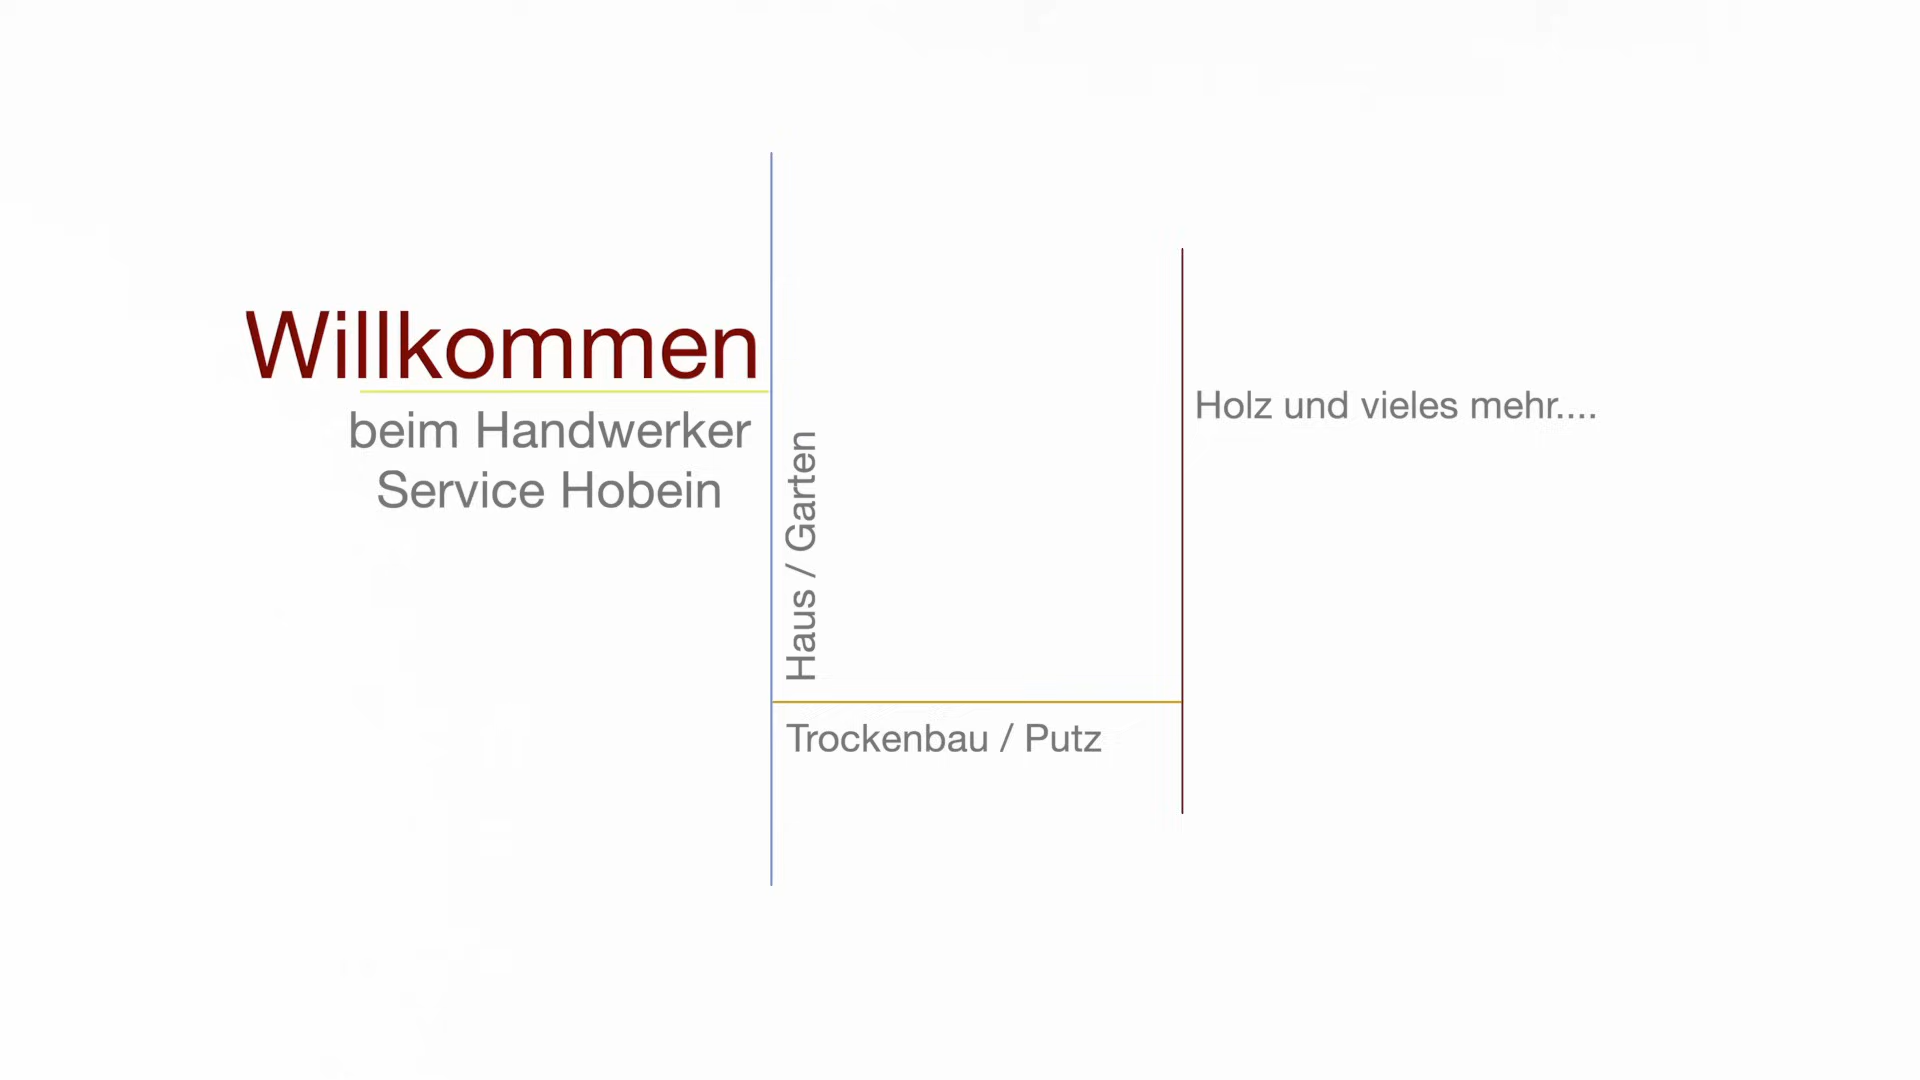 Willkommen
beim Handwerker
Service Hobein
Haus / Garten
Trockenbau / Putz
Holz und vieles mehr....